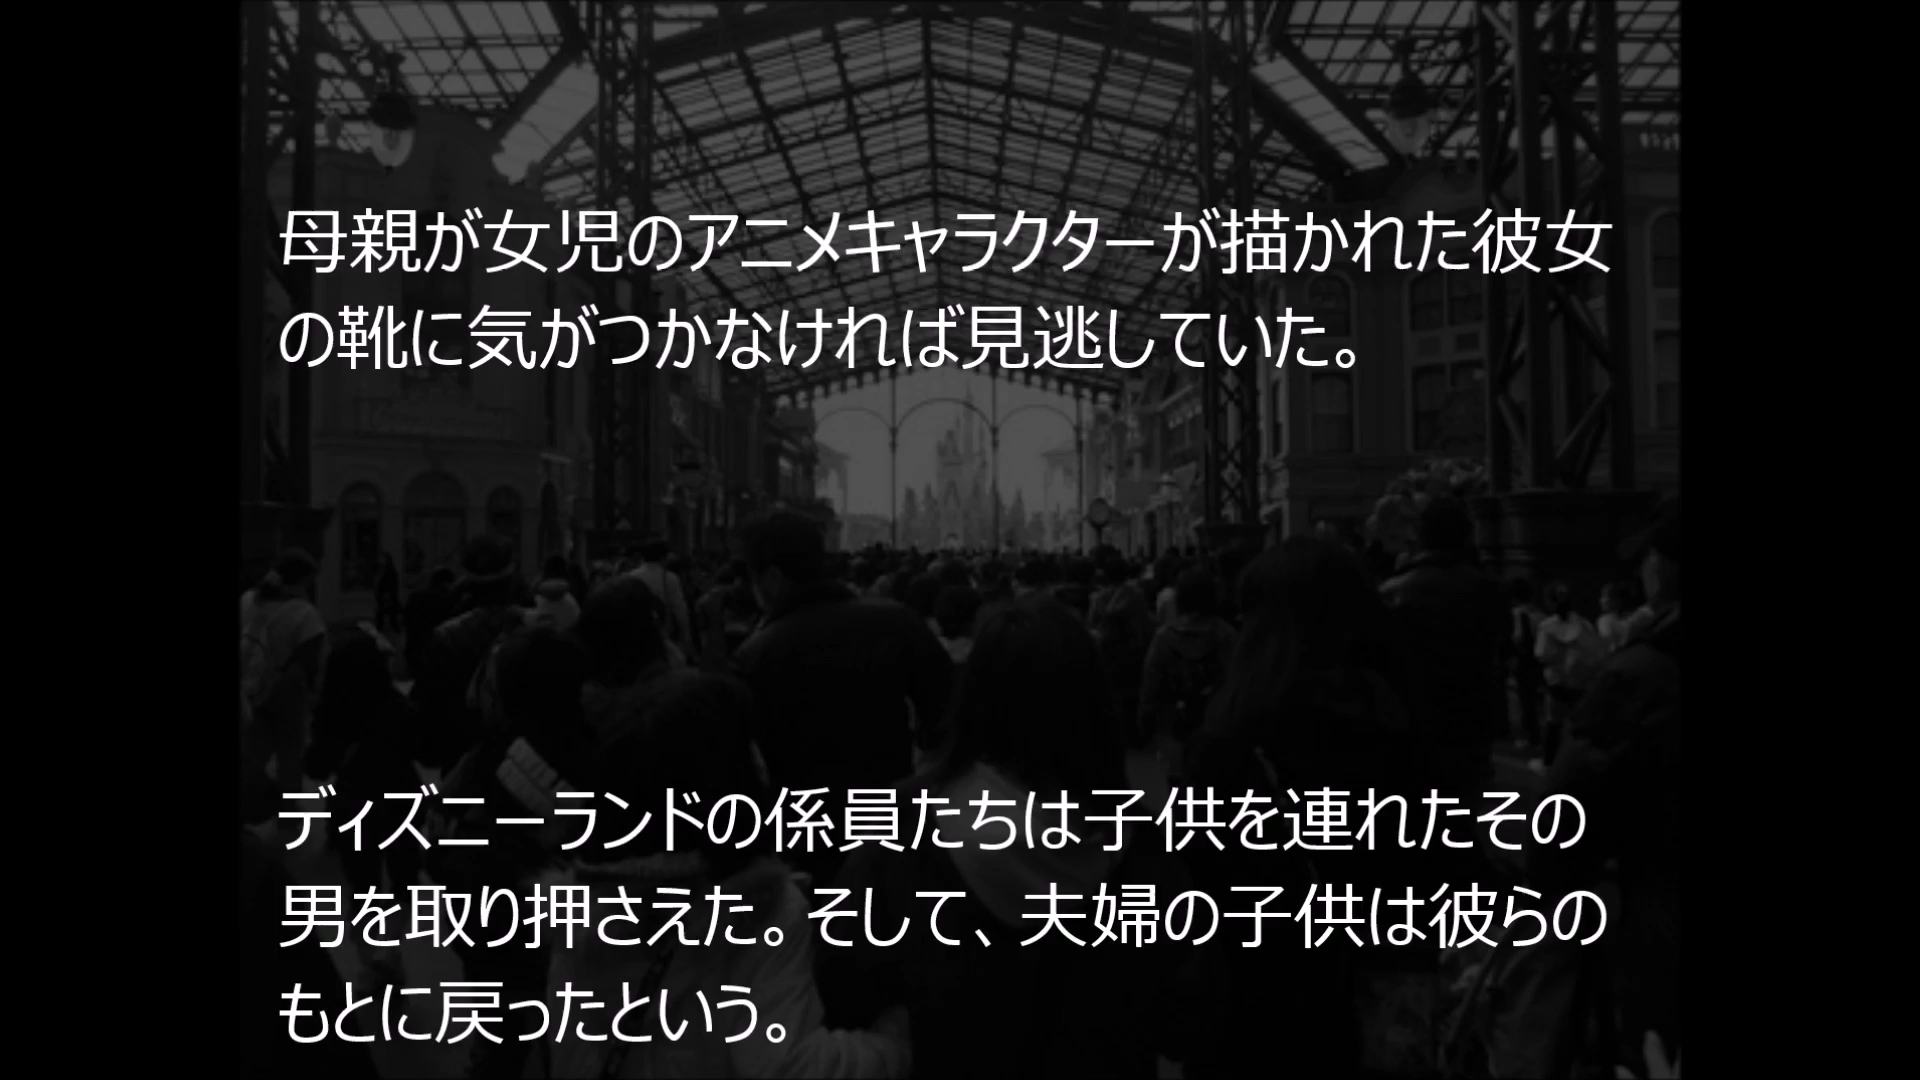 母親が女児のアニメキャラクターが描かれた彼女
の靴に気がつかなければ見逃していた。
ディズニーランドの係員たちは子供を連れたその
男を取り押さえた。そして、夫婦の子供は彼らの
もとに戻ったという。